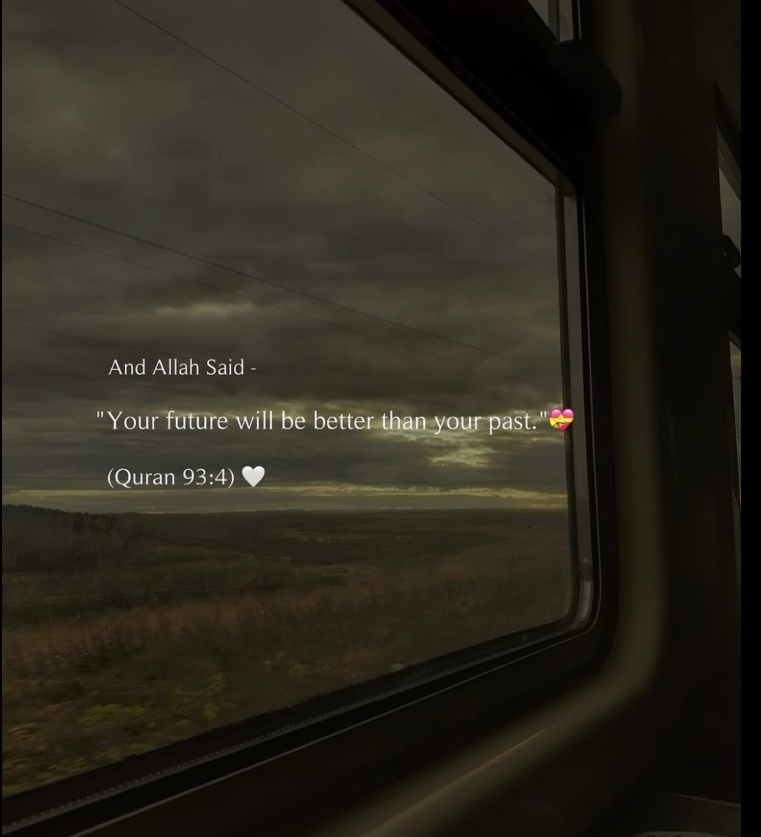 And Allah Said -
"Your future will be better than your past."💝
(Quran 93:4) 🤍